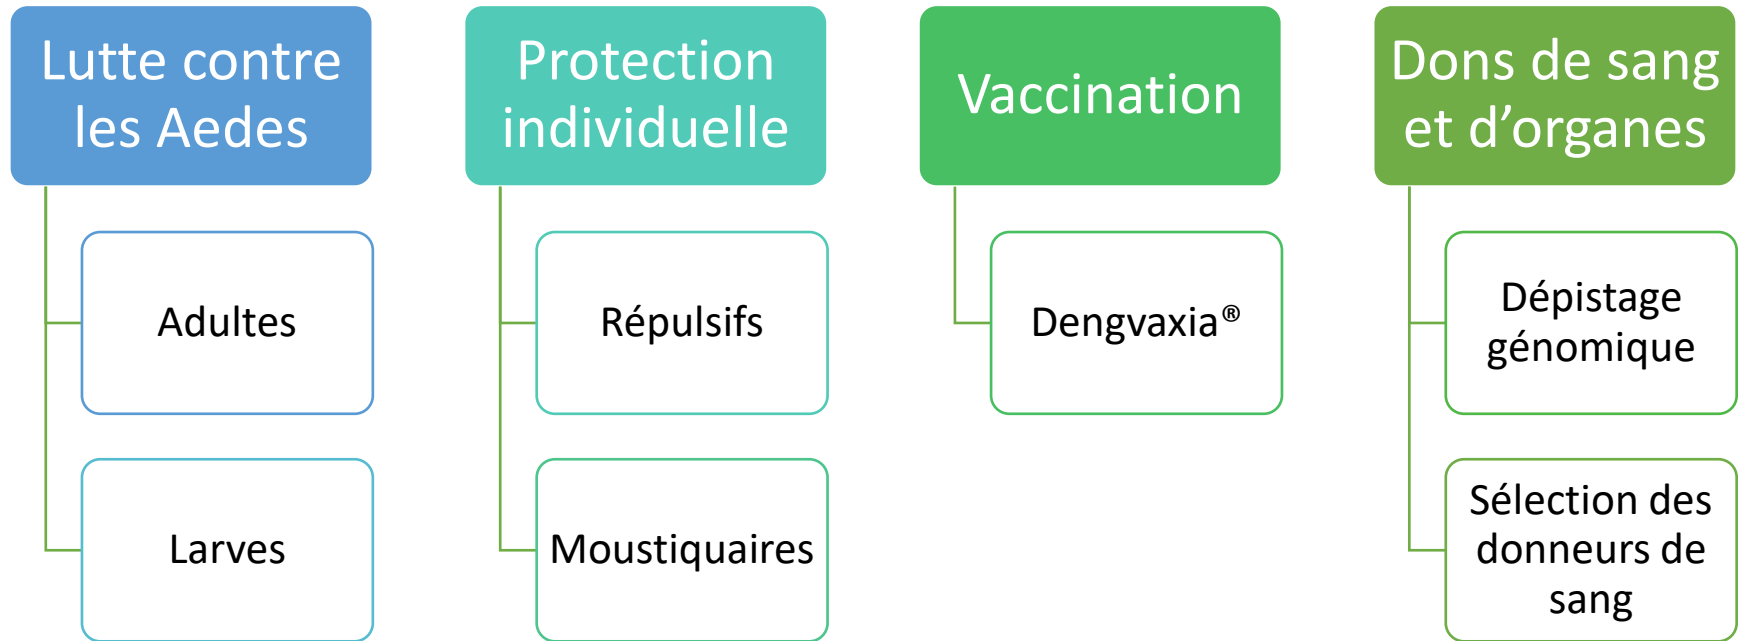 Lutte contre
les Aedes
Adultes
Larves
Protection
individuelle
Répulsifs
Moustiquaires
Vaccination
Dengvaxia®
Dons de sang
et d’organes
Dépistage
génomique
Sélection des
donneurs de
sang